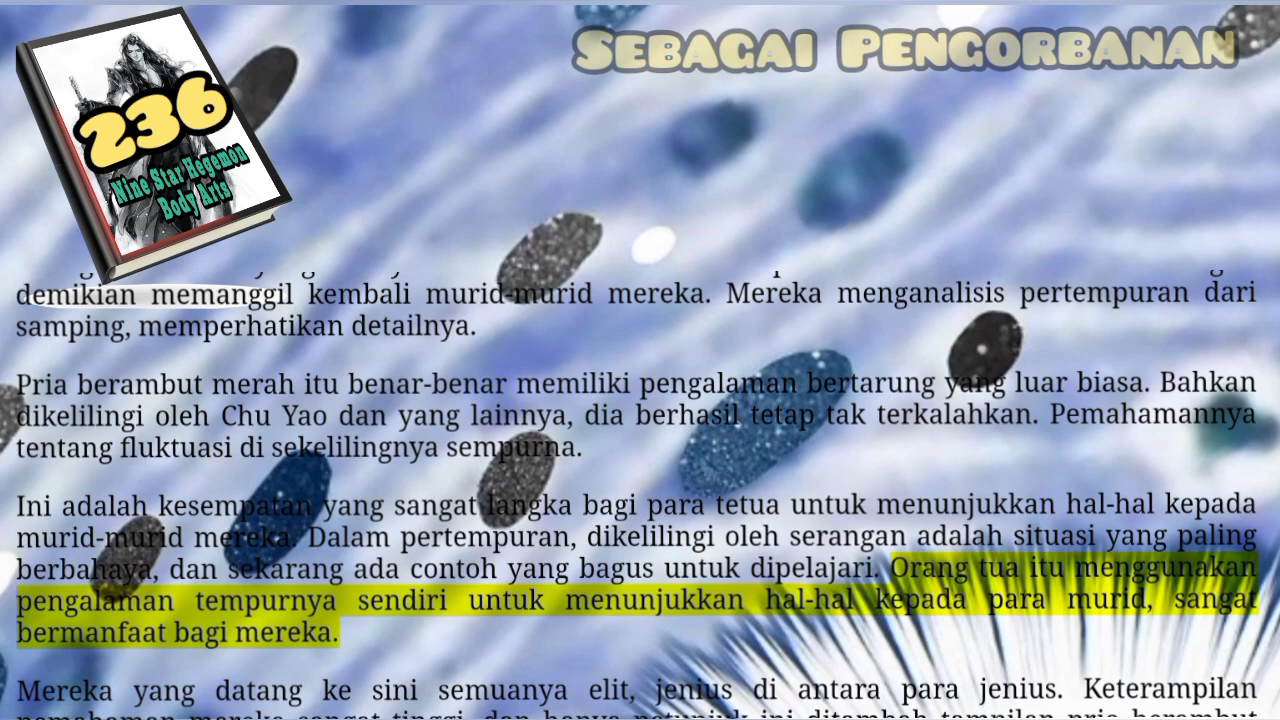 Sebagai Pengorbanan
236
Nine Star Hegemon
Body Arts
demikian memanggil kembali murid-murid mereka. Mereka menganalisis pertempuran dari
samping, memperhatikan detailnya.
Pria berambut merah itu benar-benar memiliki pengalaman bertarung yang luar biasa. Bahkan
dikelilingi oleh Chu Yao dan yang lainnya, dia berhasil tetap tak terkalahkan. Pemahamannya
tentang fluktuasi di sekelilingnya sempurna.
Ini adalah kesempatan yang sangat langka bagi para tetua untuk menunjukkan hal-hal kepada
murid-murid mereka. Dalam pertempuran, dikelilingi oleh serangan adalah situasi yang paling
berbahaya, dan sekarang ada contoh yang bagus untuk dipelajari. Orang tua itu menggunakan
pengalaman tempurnya sendiri untuk menunjukkan hal-hal kepada para murid, sangat
bermanfaat bagi mereka.
Mereka yang datang ke sini semuanya elit, jenius di antara para jenius. Keterampilan